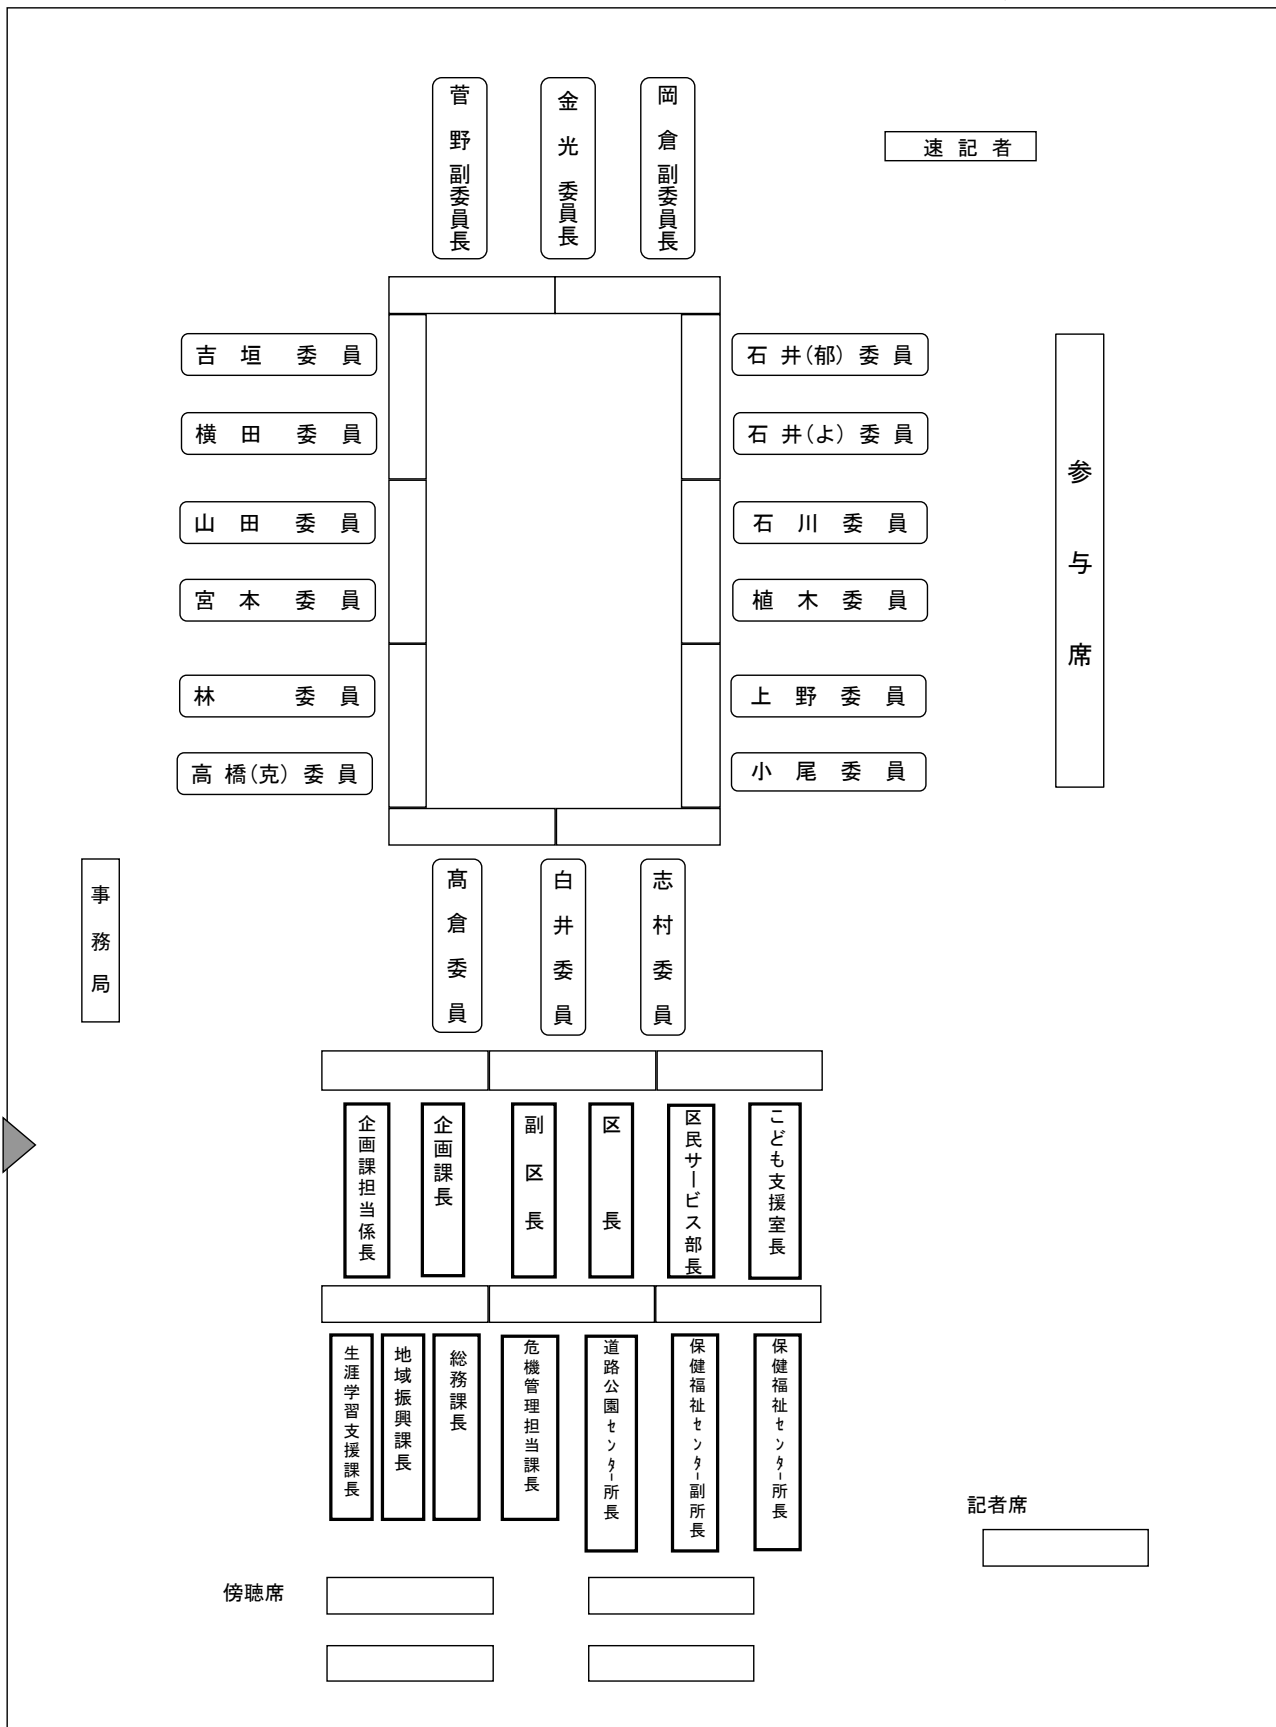 菅野副委員長
金光委員長
岡倉副委員長
速記者
吉垣委員
石井(郁)委員
横田委員
石井(よ)委員
山田委員
石川委員
宮本委員
植木委員
林委員
上野委員
高橋(克)委員
小尾委員
参与席
事務局
髙倉委員
白井委員
志村委員
企画課担当係長
企画課長
副区長
区長
区民サービス部長
こども支援室長
生涯学習支援課長
地域振興課長
総務課長
危機管理担当課長
道路公園ｾﾝﾀｰ所長
保健福祉ｾﾝﾀｰ副所長
保健福祉ｾﾝﾀｰ所長
記者席
傍聴席